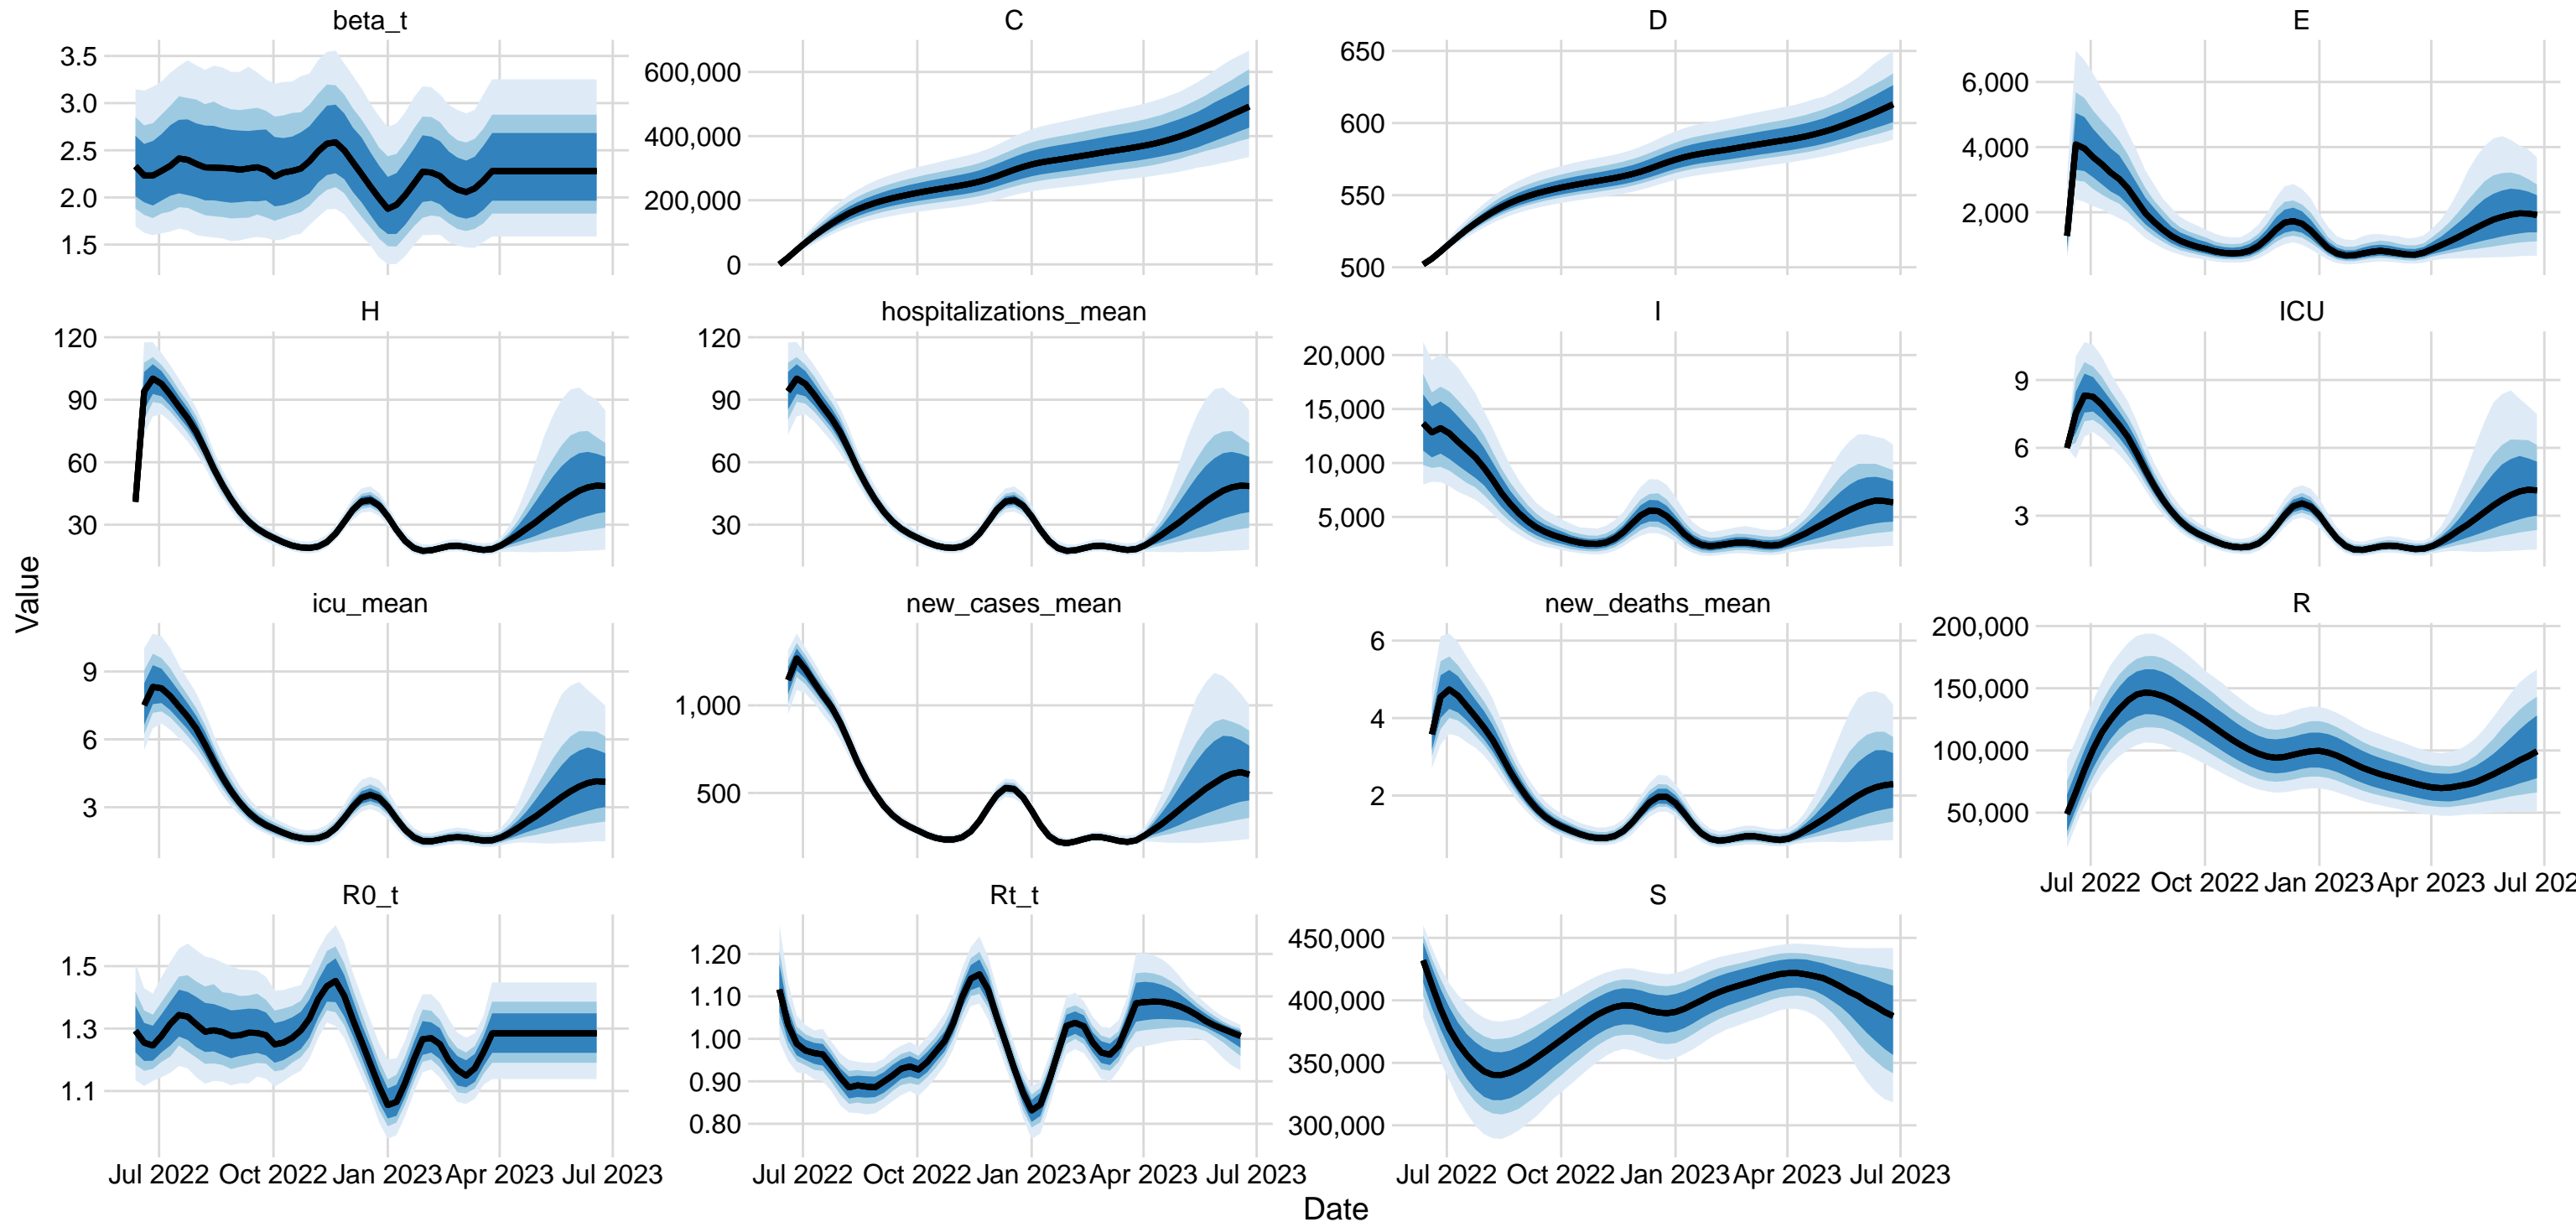 beta_t
C
D
E
3.5
3.0
2.5
2.0
1.5
600,000
400,000
200,000
0
650
600
550
500
6,000
4,000
2,000
H
hospitalizations_mean
I
ICU
120
90
60
30
120
90
60
30
20,000
15,000
10,000
5,000
9
6
3
Value
icu_mean
new_cases_mean
new_deaths_mean
R
9
6
3
1,000
500
6
4
2
200,000
150,000
100,000
50,000
Jul 2022 Oct 2022 Jan 2023 Apr 2023 Jul 202
R0_t
Rt_t
S
1.5
1.3
1.1
1.20
1.10
1.00
0.90
0.80
450,000
400,000
350,000
300,000
Jul 2022 Oct 2022 Jan 2023 Apr 2023 Jul 2023
Jul 2022 Oct 2022 Jan 2023 Apr 2023 Jul 2023
Jul 2022 Oct 2022 Jan 2023 Apr 2023 Jul 2023
Date